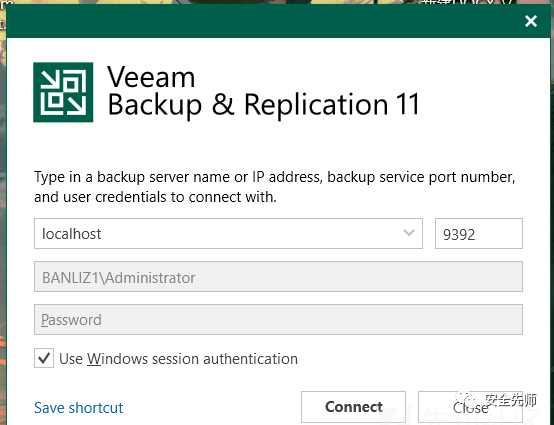 Veeam
Backup & Replication 11
Type in a backup server name or IP address, backup service port number,
and user credentials to connect with.
localhost
9392
BANLIZ1\Administrator
Password
Use Windows session authentication
安全先师
Save shortcut
Connect
Close